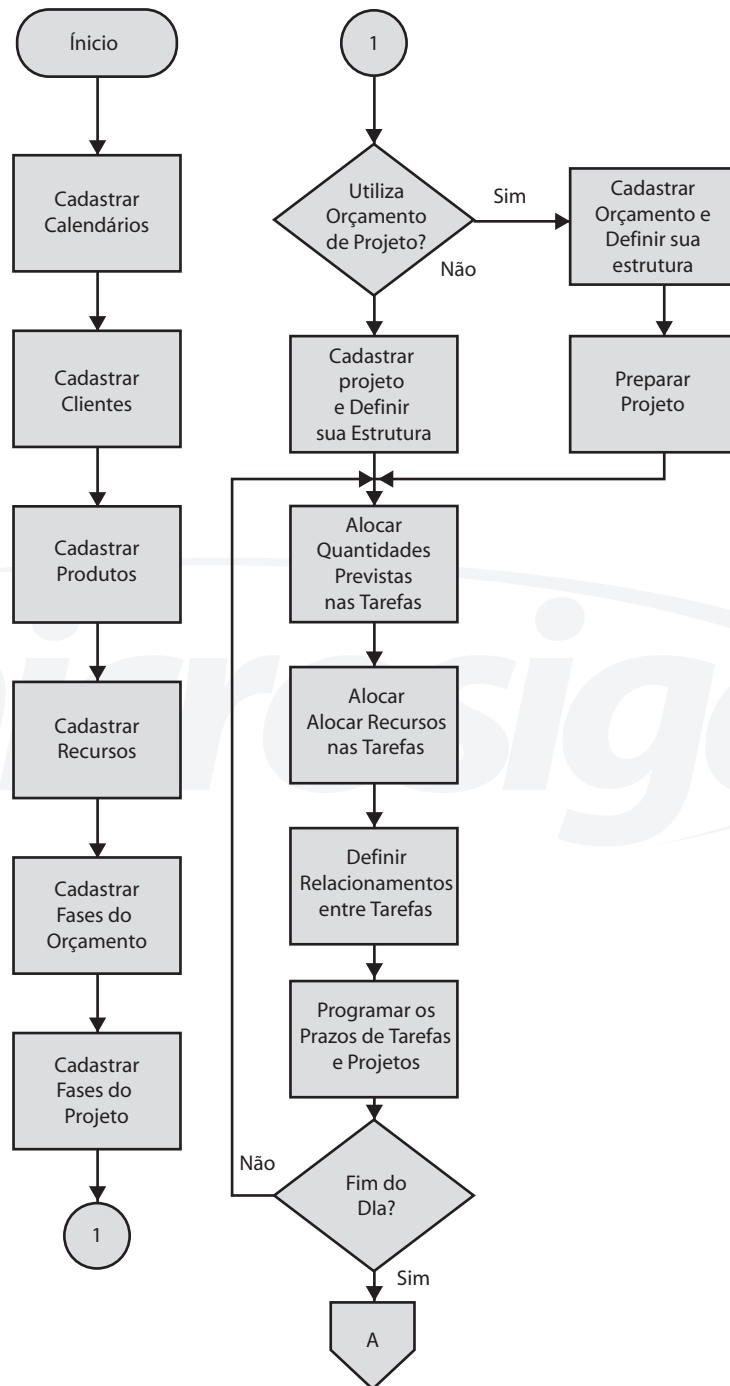 Ínicio
Cadastrar
Calendários
Cadastrar
Clientes
Cadastrar
Produtos
Cadastrar
Recursos
Cadastrar
Fases do
Orçamento
Cadastrar
Fases do
Projeto
1
1
Utiliza
Orçamento
de Projeto?
Sim
Não
Cadastrar
Orçamento e
Definir sua
estrutura
Cadastrar
projeto
e Definir
sua Estrutura
Preparar
Projeto
Alocar
Quantidades
Previstas
nas Tarefas
Alocar
Alocar Recursos
nas Tarefas
Definir
Relacionamentos
entre Tarefas
Programar os
Prazos de Tarefas
e Projetos
Não
Fim do
DIa?
Sim
A